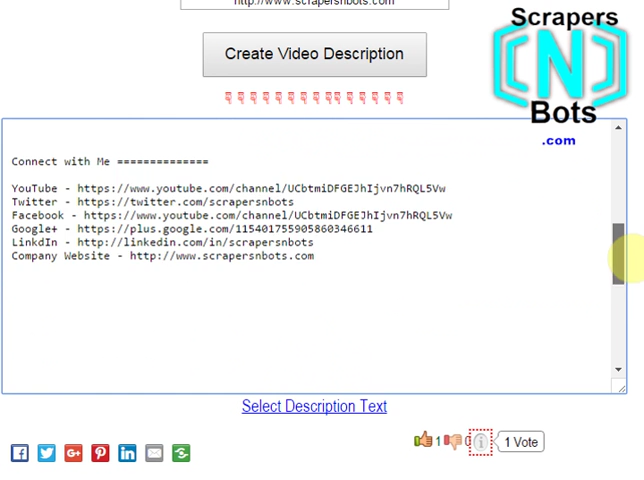 http://www.scrapersnbots.com
Scrapers
N
Bots
.com
Create Video Description
Connect with Me ==============
YouTube - https://www.youtube.com/channel/UCbtmiDFGEJhIjvn7hRQL5Vw
Twitter - https://twitter.com/scrapersnbots
Facebook - https://www.youtube.com/channel/UCbtmiDFGEJhIjvn7hRQL5Vw
Google+ - https://plus.google.com/115401755905860346611
LinkdIn - http://linkedin.com/in/scrapersnbots
Company Website - http://www.scrapersnbots.com
Select Description Text
1 0 i 1 Vote